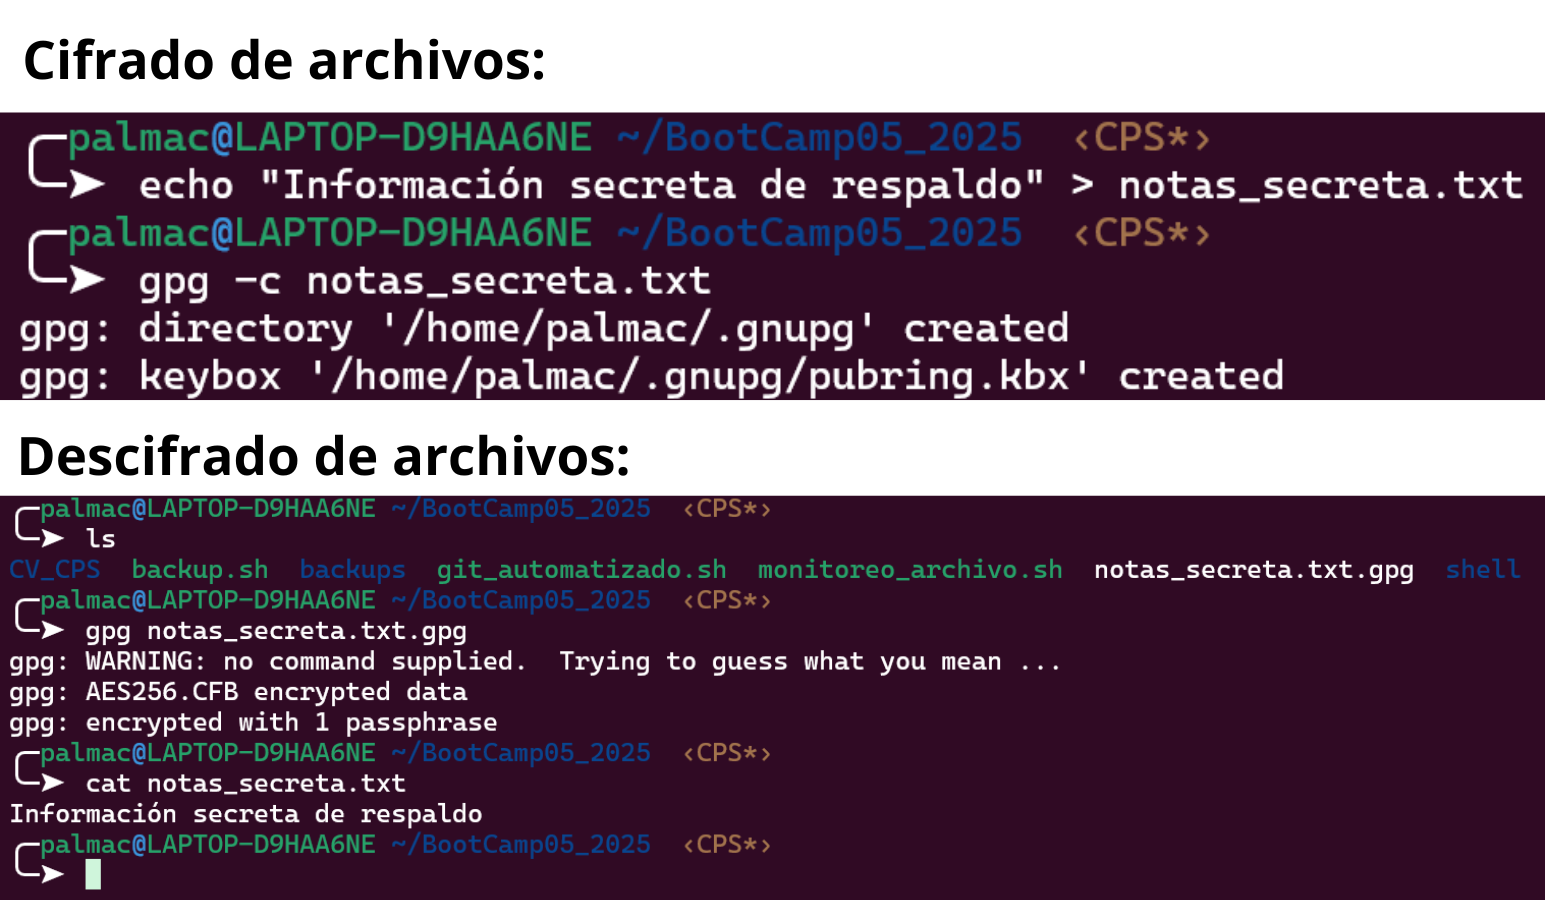 Cifrado de archivos:
palmac@LAPTOP-D9HAA6NE ~/BootCamp05_2025 ‹CPS*›
➤ echo "Información secreta de respaldo" > notas_secreta.txt
palmac@LAPTOP-D9HAA6NE ~/BootCamp05_2025 ‹CPS*›
➤ gpg -c notas_secreta.txt
gpg: directory '/home/palmac/.gnupg' created
gpg: keybox '/home/palmac/.gnupg/pubring.kbx' created
Descifrado de archivos:
palmac@LAPTOP-D9HAA6NE ~/BootCamp05_2025 ‹CPS*›
➤ ls
CV_CPS backup.sh backups git_automatizado.sh monitoreo_archivo.sh notas_secreta.txt.gpg shell
palmac@LAPTOP-D9HAA6NE ~/BootCamp05_2025 ‹CPS*›
➤ gpg notas_secreta.txt.gpg
gpg: WARNING: no command supplied. Trying to guess what you mean ...
gpg: AES256.CFB encrypted data
gpg: encrypted with 1 passphrase
palmac@LAPTOP-D9HAA6NE ~/BootCamp05_2025 ‹CPS*›
➤ cat notas_secreta.txt
Información secreta de respaldo
palmac@LAPTOP-D9HAA6NE ~/BootCamp05_2025 ‹CPS*›
➤